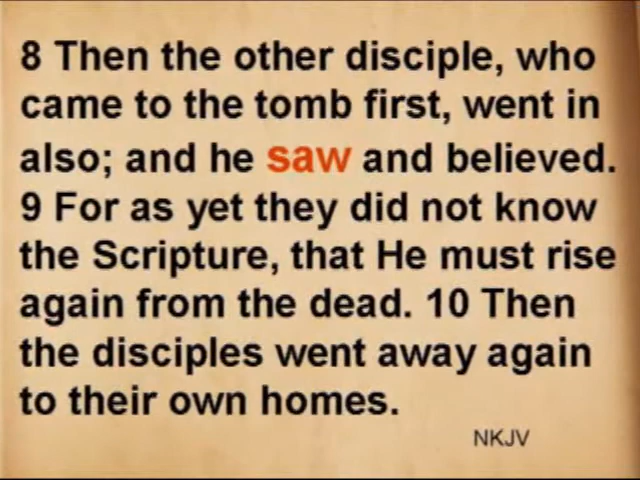 8 Then the other disciple, who
came to the tomb first, went in
also; and he saw and believed.
9 For as yet they did not know
the Scripture, that He must rise
again from the dead. 10 Then
the disciples went away again
to their own homes.
NKJV